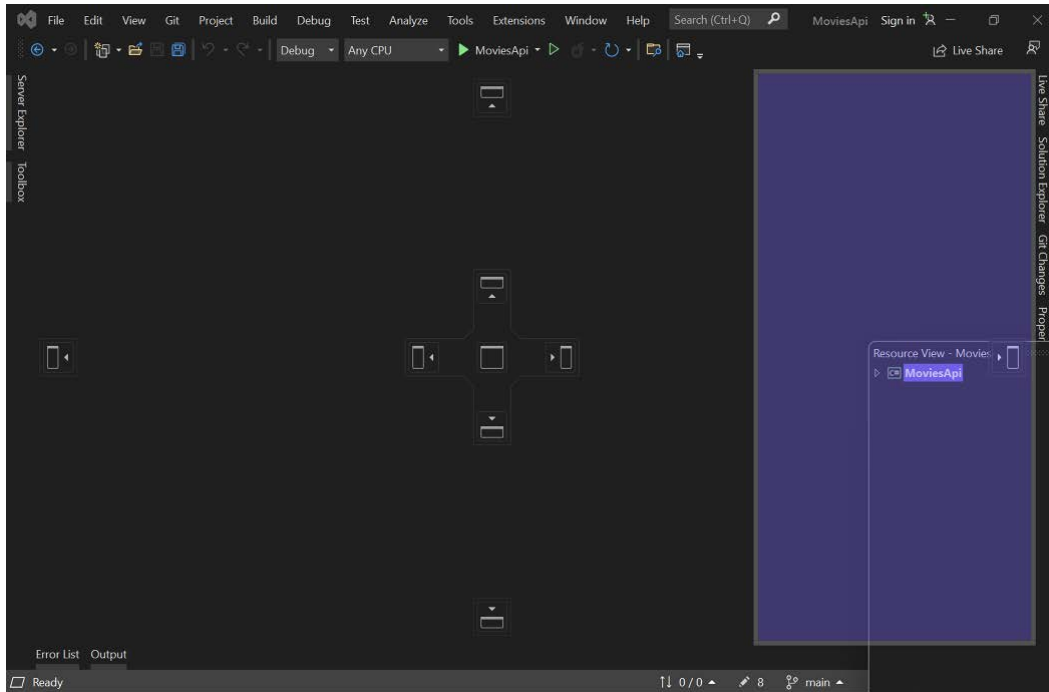 File Edit View Git Project Build Debug Test Analyze Tools Extensions Window Help Search (Ctrl+Q) MoviesApi Sign in
Debug Any CPU MoviesApi Live Share
Server Explorer
Toolbox
Live Share
Solution Explorer
Git Changes
Proper
Resource View - Movies
C# MoviesApi
Error List Output
Ready 0 / 0 8 main